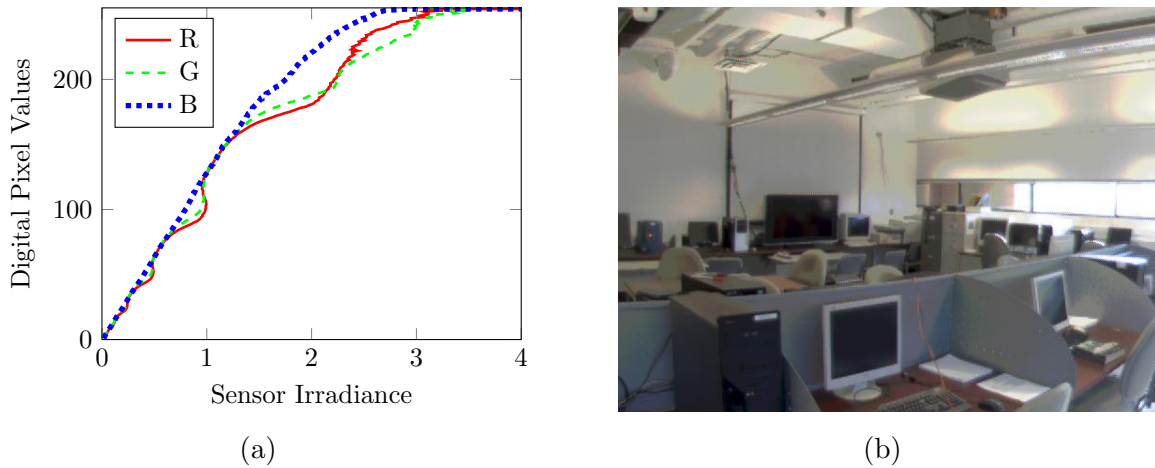 R
G
B
200
100
0
0
1
2
3
4
Digital Pixel Values
Sensor Irradiance
(a)
(b)